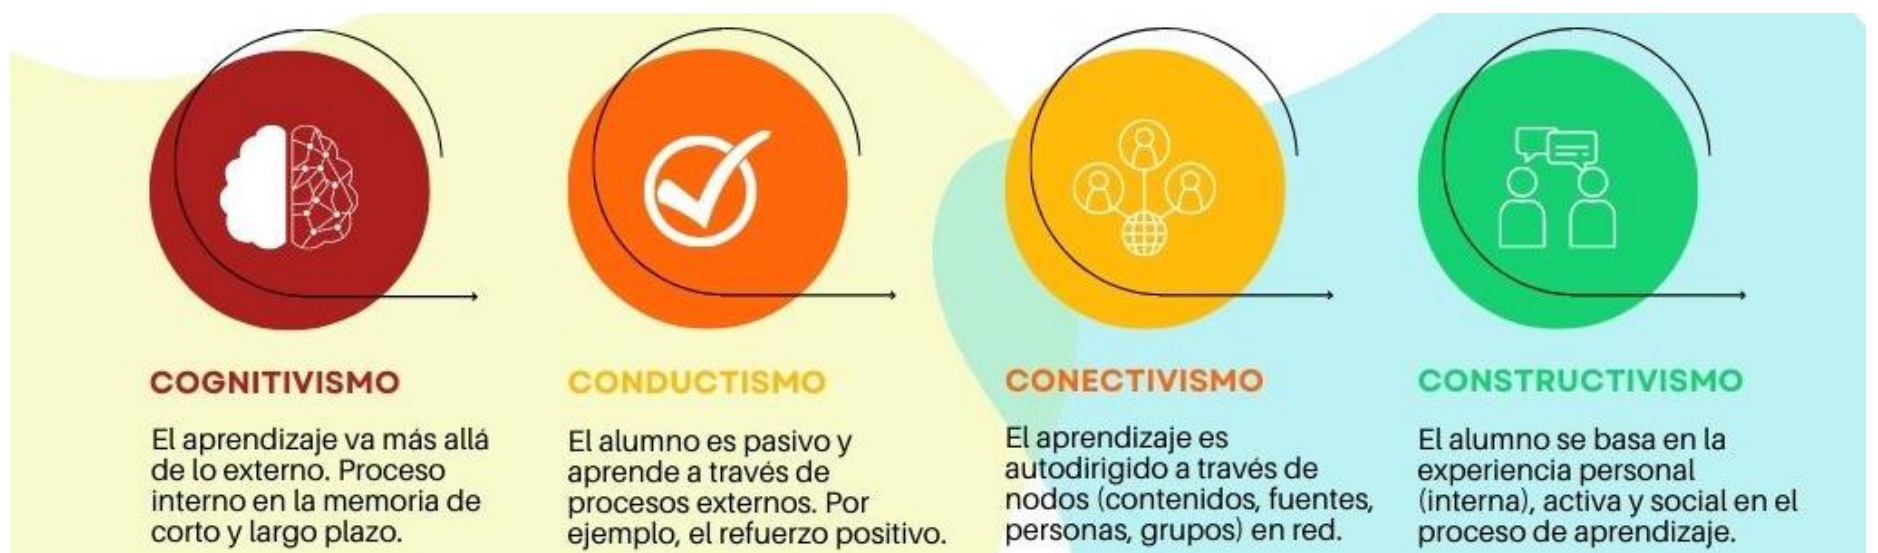 COGNITIVISMO
El aprendizaje va más allá
de lo externo. Proceso
interno en la memoria de
corto y largo plazo.
CONDUCTISMO
El alumno es pasivo y
aprende a través de
procesos externos. Por
ejemplo, el refuerzo positivo.
CONECTIVISMO
El aprendizaje es
autodirigido a través de
nodos (contenidos, fuentes,
personas, grupos) en red.
CONSTRUCTIVISMO
El alumno se basa en la
experiencia personal
(interna), activa y social en el
proceso de aprendizaje.